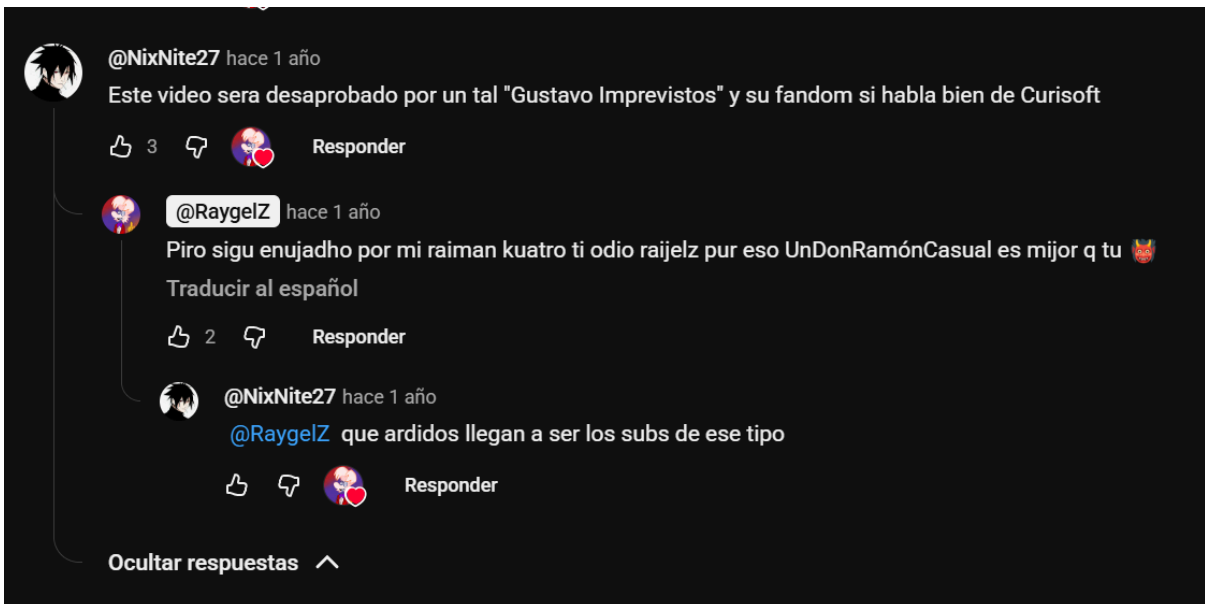 @NixNite27 hace 1 año
Este video sera desaprobado por un tal "Gustavo Imprevistos" y su fandom si habla bien de Curisoft
3 Responder
@RaygelZ hace 1 año
Piro sigu enujadho por mi raiman kuatro ti odio raijelz pur eso UnDonRamónCasual es mijor q tu 👹
Traducir al español
2 Responder
@NixNite27 hace 1 año
@RaygelZ que ardidos llegan a ser los subs de ese tipo
Responder
Ocultar respuestas